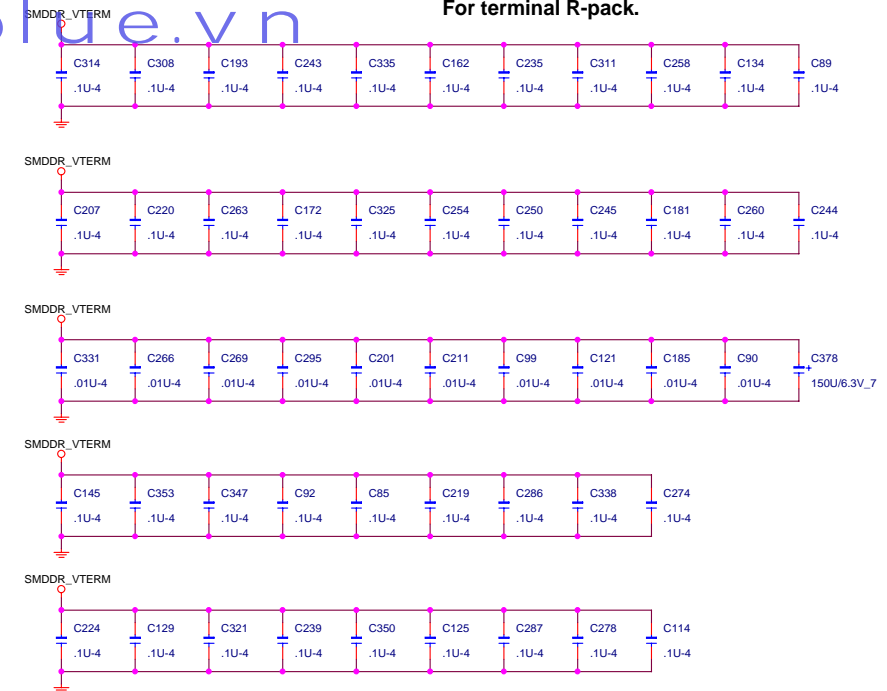 For terminal R-pack.
blue.vn
SMDDR_VTERM
C314 C308 C193 C243 C335 C162 C235 C311 C258 C134 C89
.1U-4 .1U-4 .1U-4 .1U-4 .1U-4 .1U-4 .1U-4 .1U-4 .1U-4 .1U-4 .1U-4
SMDDR_VTERM
C207 C220 C263 C172 C325 C254 C250 C245 C181 C260 C244
.1U-4 .1U-4 .1U-4 .1U-4 .1U-4 .1U-4 .1U-4 .1U-4 .1U-4 .1U-4 .1U-4
SMDDR_VTERM
C331 C266 C269 C295 C201 C211 C99 C121 C185 C90 C378
+
.01U-4 .01U-4 .01U-4 .01U-4 .01U-4 .01U-4 .01U-4 .01U-4 .01U-4 .01U-4 150U/6.3V_7
SMDDR_VTERM
C145 C353 C347 C92 C85 C219 C286 C338 C274
.1U-4 .1U-4 .1U-4 .1U-4 .1U-4 .1U-4 .1U-4 .1U-4 .1U-4
SMDDR_VTERM
C224 C129 C321 C239 C350 C125 C287 C278 C114
.1U-4 .1U-4 .1U-4 .1U-4 .1U-4 .1U-4 .1U-4 .1U-4 .1U-4